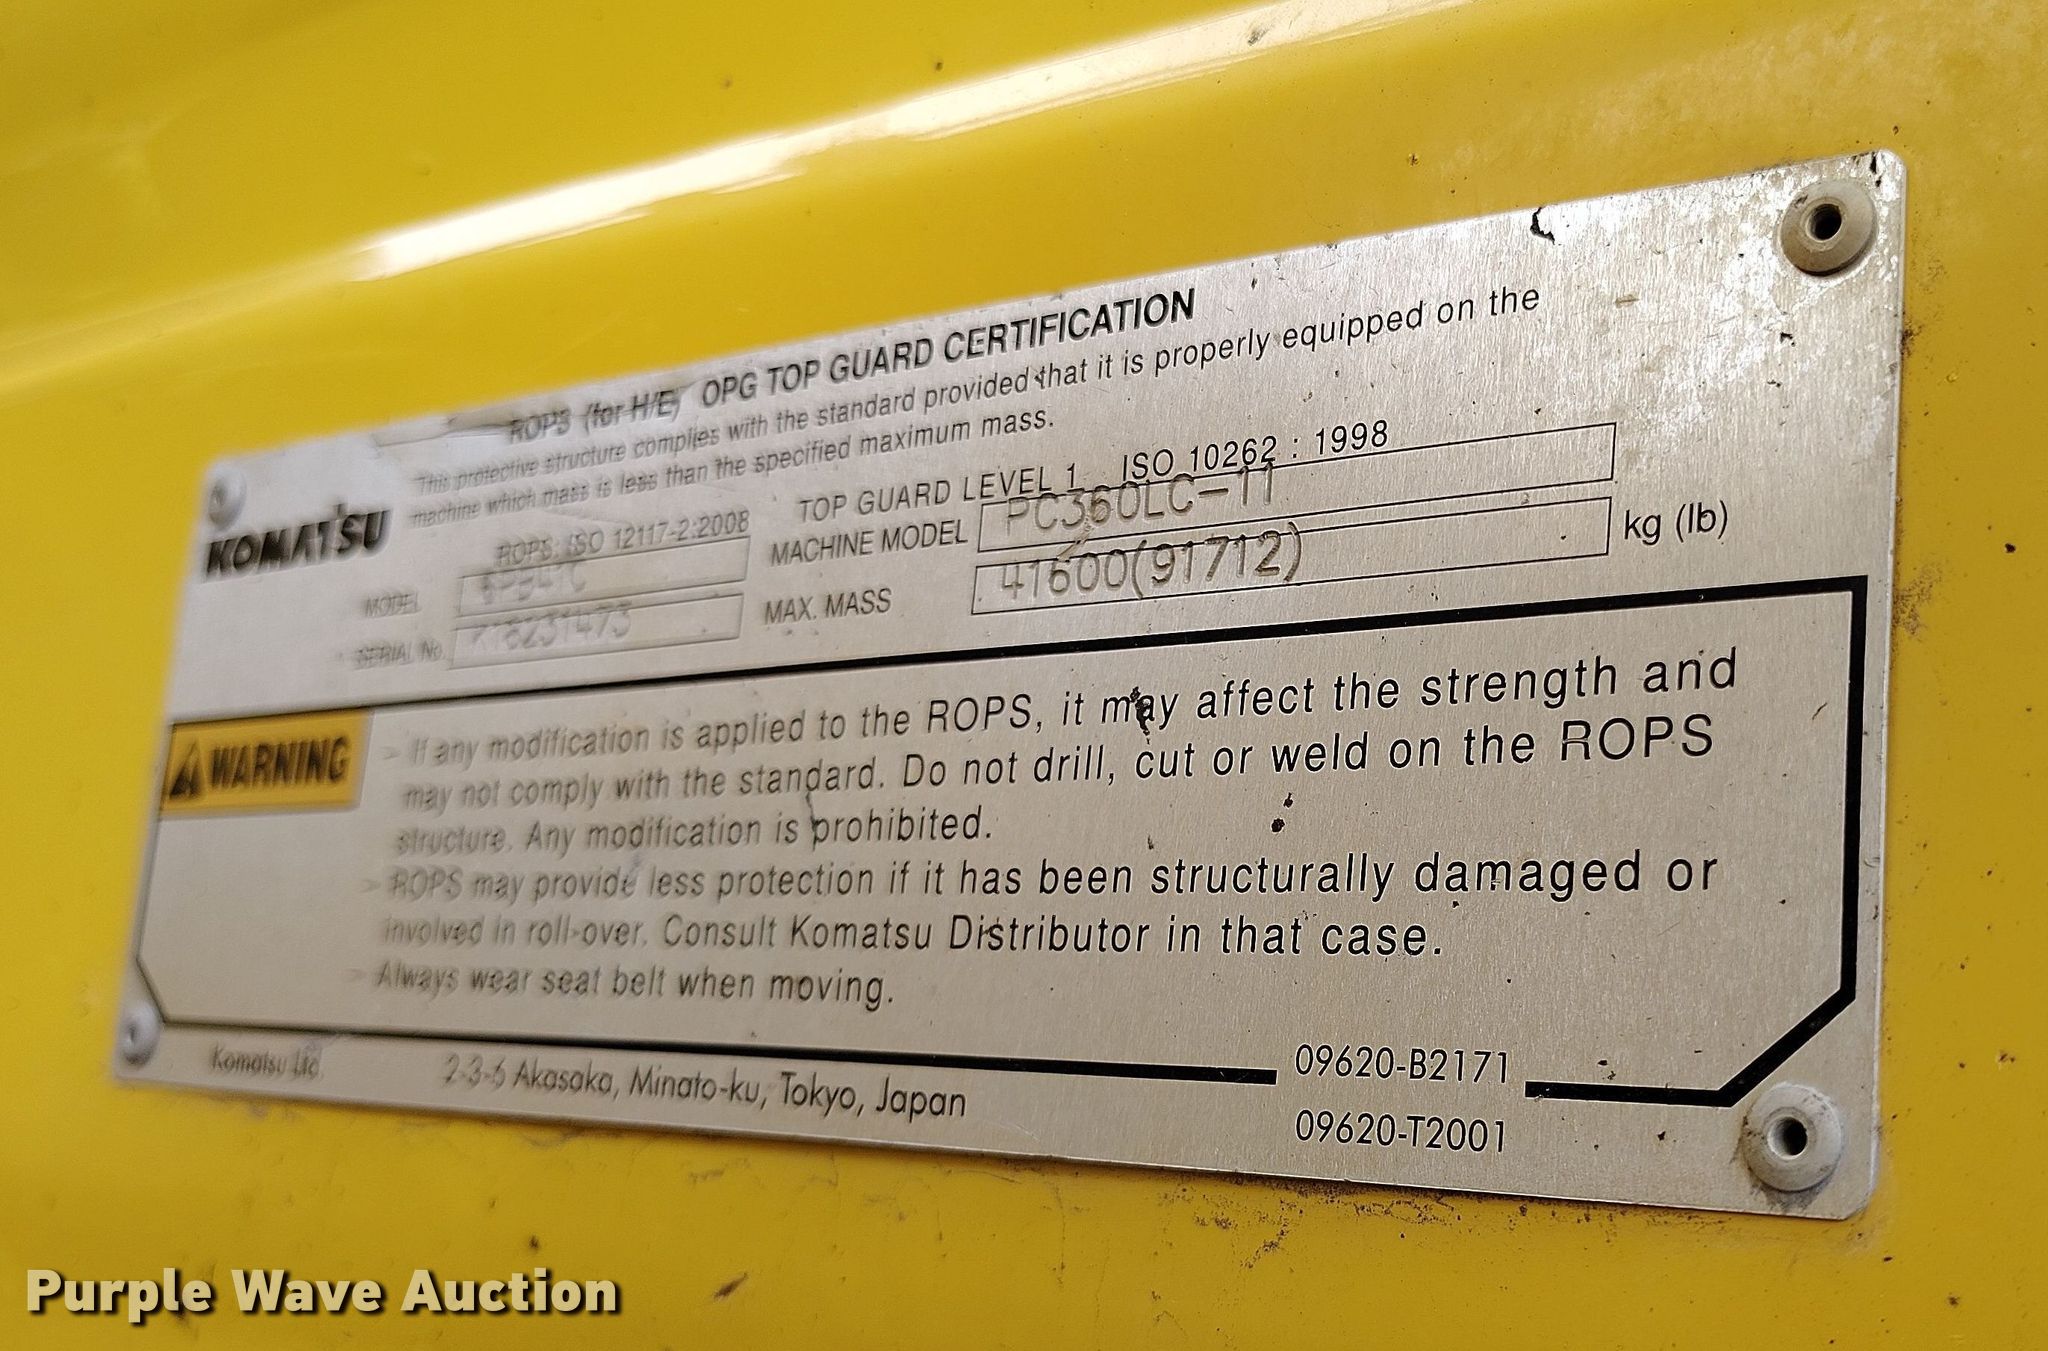 ROPS (for H/E) OPG TOP GUARD CERTIFICATION
This protective structure complies with the standard provided that it is properly equipped on the
machine which mass is less than the specified maximum mass.
KOMATSU
ROPS: ISO 12117-2:2008
TOP GUARD LEVEL 1 ISO 10262 : 1998
MODEL
MACHINE MODEL PC360LC-11
SERIAL No.
MAX. MASS 41600(91712) kg (lb)
WARNING
> If any modification is applied to the ROPS, it may affect the strength and
may not comply with the standard. Do not drill, cut or weld on the ROPS
structure. Any modification is prohibited.
> ROPS may provide less protection if it has been structurally damaged or
involved in roll-over. Consult Komatsu Distributor in that case.
> Always wear seat belt when moving.
09620-B2171
Komatsu Ltd. 2-3-6 Akasaka, Minato-ku, Tokyo, Japan
09620-T2001
Purple Wave Auction